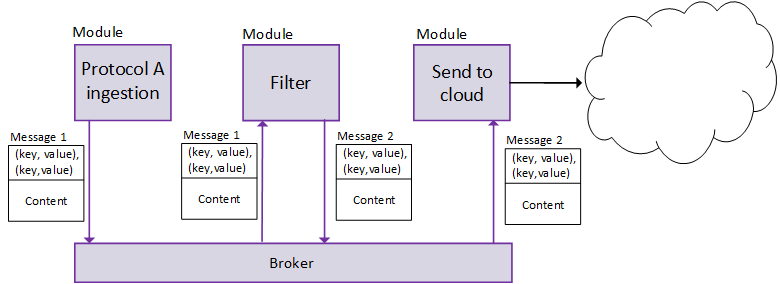 Module
Protocol A
ingestion
Module
Filter
Module
Send to
cloud
Message 1
(key, value),
(key,value)
Content
Message 1
(key, value),
(key,value)
Content
Message 2
(key, value),
(key,value)
Content
Message 2
(key, value),
(key,value)
Content
Broker